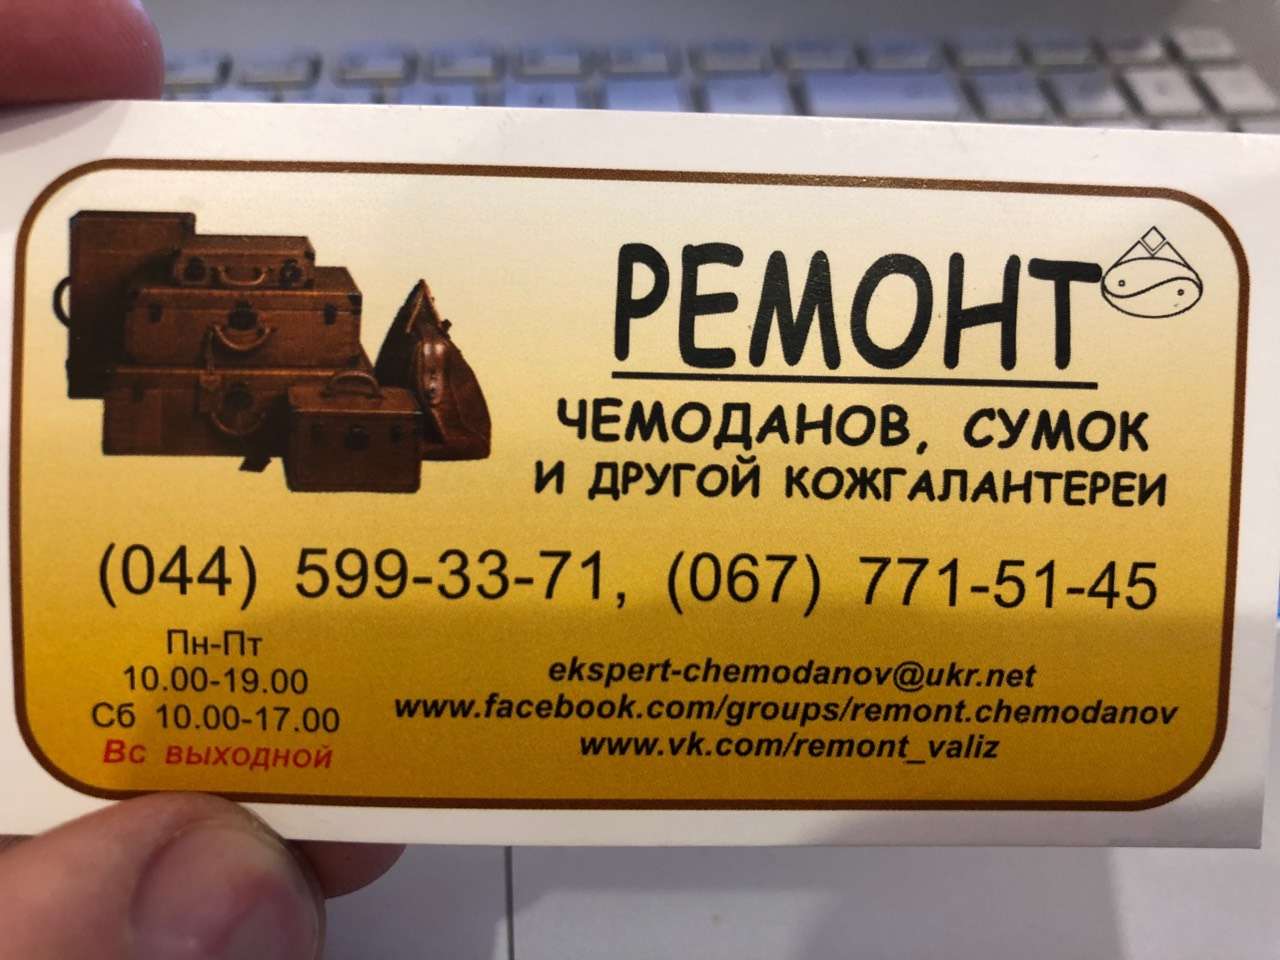 РЕМОНТ
ЧЕМОДАНОВ, СУМОК
И ДРУГОЙ КОЖГАЛАНТЕРЕИ
(044) 599-33-71, (067) 771-51-45
Пн-Пт
10.00-19.00
Сб 10.00-17.00
Вс выходной
ekspert-chemodanov@ukr.net
www.facebook.com/groups/remont.chemodanov
www.vk.com/remont_valiz